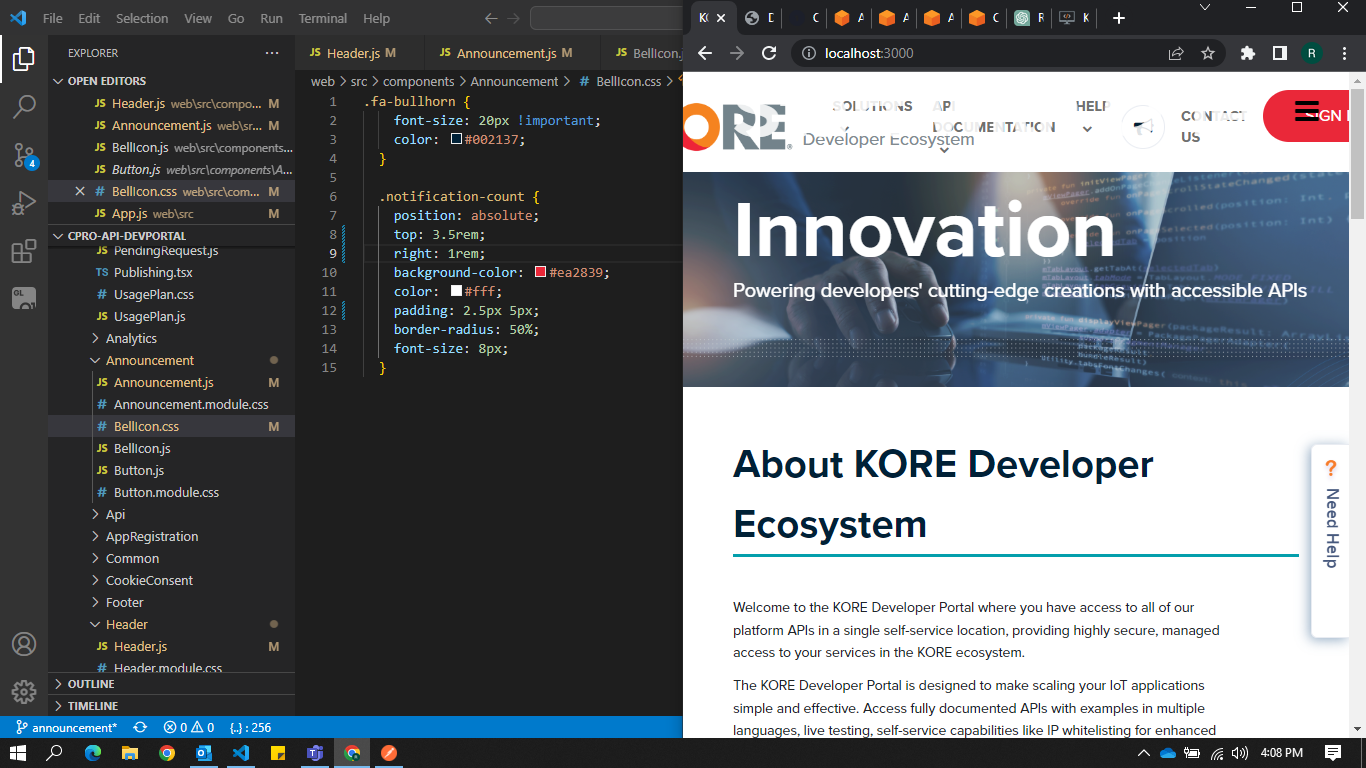 File Edit Selection View Go Run Terminal Help
EXPLORER
OPEN EDITORS
JS Header.js web\src\compo... M
JS Announcement.js web\sr... M
JS BellIcon.js web\src\components...
JS Button.js web\src\components\A...
# BellIcon.css web\src\com... M
JS App.js web\src M
CPRO-API-DEVPORTAL
PendingRequest.js
TS Publishing.tsx
# UsagePlan.css
JS UsagePlan.js
Analytics
Announcement
JS Announcement.js M
# Announcement.module.css
# BellIcon.css M
JS BellIcon.js
JS Button.js
# Button.module.css
Api
AppRegistration
Common
CookieConsent
Footer
Header
JS Header.js M
# Header.module.css
OUTLINE
TIMELINE
4
GL
JS Header.js M
JS Announcement.js M
JS BellIcon.j
web > src > components > Announcement > # BellIcon.css >
1 .fa-bullhorn {
2 font-size: 20px !important;
3 color: #002137;
4 }
5
6 .notification-count {
7 position: absolute;
8 top: 3.5rem;
9 right: 1rem;
10 background-color: #ea2839;
11 color: #fff;
12 padding: 2.5px 5px;
13 border-radius: 50%;
14 font-size: 8px;
15 }
announcement* 0 0 {..} : 256
localhost:3000
R
ORE® Developer Ecosystem
SOLUTIONS
API DOCUMENTATION
HELP
CONTACT US
SIGN
Innovation
Powering developers' cutting-edge creations with accessible APIs
About KORE Developer
Ecosystem
Welcome to the KORE Developer Portal where you have access to all of our
platform APIs in a single self-service location, providing highly secure, managed
access to your services in the KORE ecosystem.
The KORE Developer Portal is designed to make scaling your IoT applications
simple and effective. Access fully documented APIs with examples in multiple
languages, live testing, self-service capabilities like IP whitelisting for enhanced
? Need Help
4:08 PM